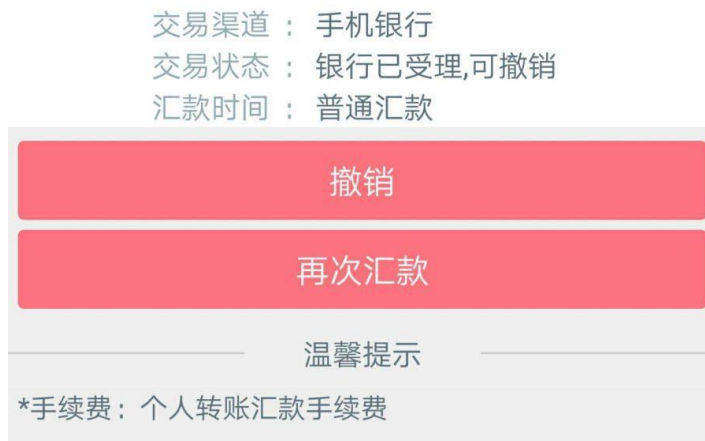 交易渠道：手机银行
交易状态：银行已受理,可撤销
汇款时间：普通汇款
撤销
再次汇款
温馨提示
*手续费：个人转账汇款手续费